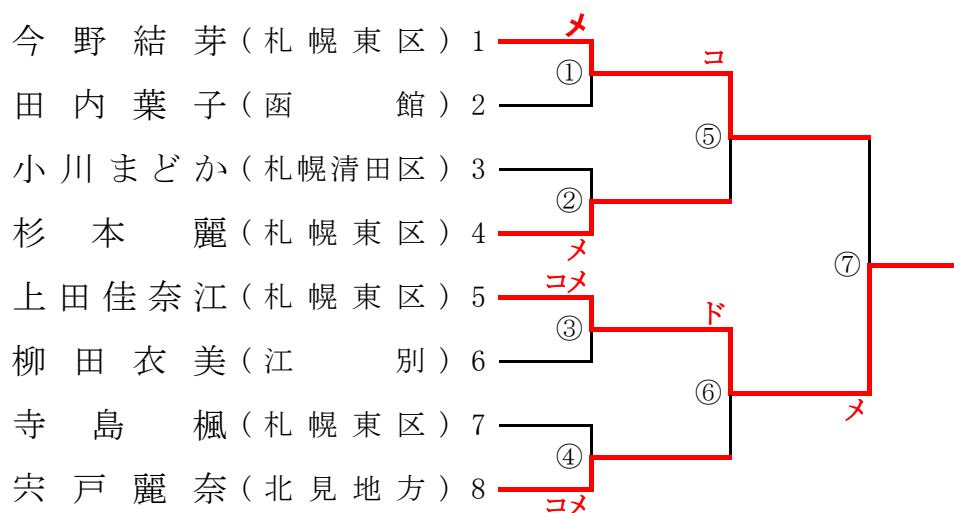 今野結芽(札幌東区)1
メ
①
コ
田内葉子(函館)2
⑤
小川まどか(札幌清田区)3
②
杉本麗(札幌東区)4
メ
⑦
上田佳奈江(札幌東区)5
コメ
③
ド
柳田衣美(江別)6
⑥
メ
寺島楓(札幌東区)7
④
宍戸麗奈(北見地方)8
コメ